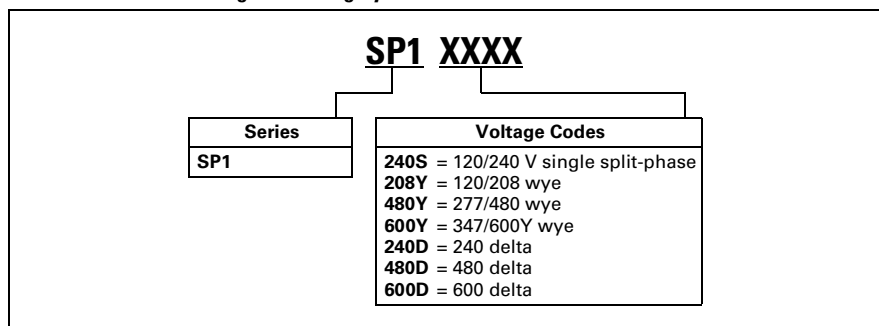 SP1 XXXX
Series
SP1
Voltage Codes
240S = 120/240 V single split-phase
208Y = 120/208 wye
480Y = 277/480 wye
600Y = 347/600Y wye
240D = 240 delta
480D = 480 delta
600D = 600 delta